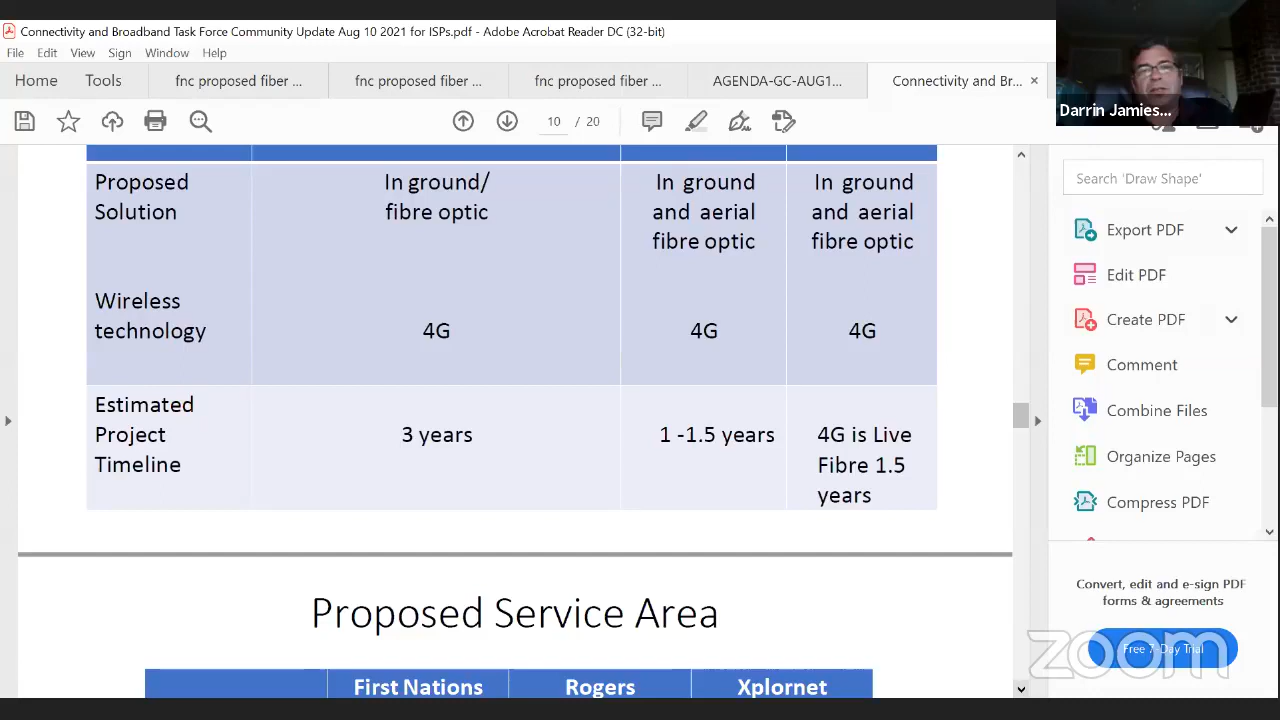 Connectivity and Broadband Task Force Community Update Aug 10 2021 for ISPs.pdf - Adobe Acrobat Reader DC (32-bit)
File Edit View Sign Window Help
Home Tools fnc proposed fiber ... fnc proposed fiber ... fnc proposed fiber ... AGENDA-GC-AUG1... Connectivity and Br... ×
Darrin Jamies...
10 / 20
Search 'Draw Shape'
Proposed Solution
In ground/
fibre optic
In ground
and aerial
fibre optic
In ground
and aerial
fibre optic
Wireless
technology
4G
4G
4G
Estimated
Project
Timeline
3 years
1 -1.5 years
4G is Live
Fibre 1.5
years
Proposed Service Area
First Nations Rogers Xplornet
Export PDF
Edit PDF
Create PDF
Comment
Combine Files
Organize Pages
Compress PDF
Convert, edit and e-sign PDF
forms & agreements
Free 7-Day Trial
zoom